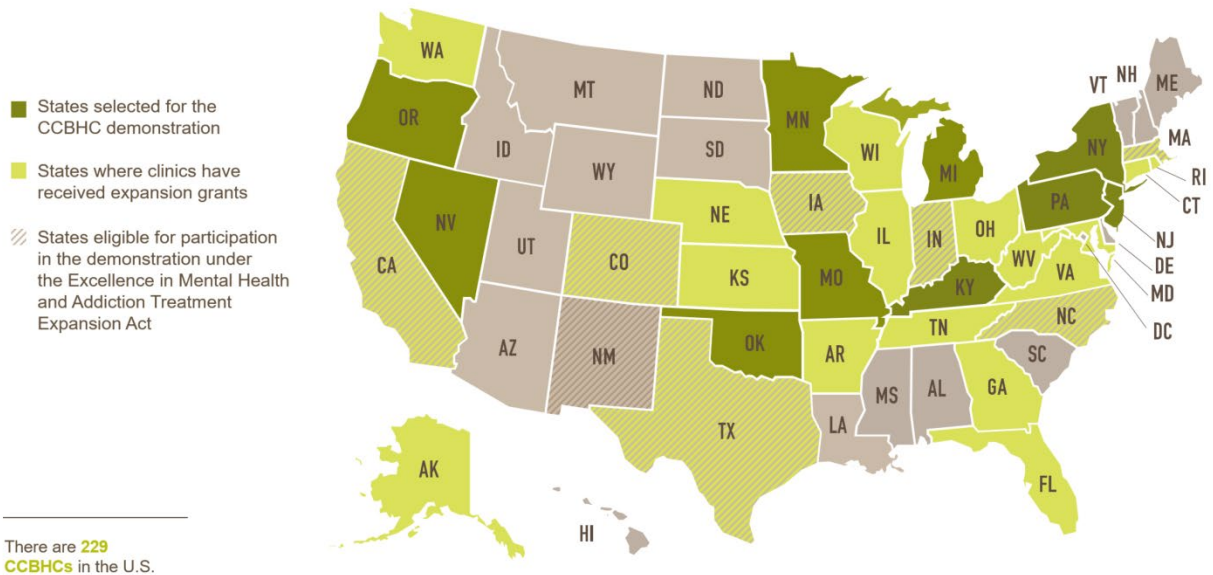 States selected for the
CCBHC demonstration
States where clinics have
received expansion grants
States eligible for participation
in the demonstration under
the Excellence in Mental Health
and Addiction Treatment
Expansion Act
There are 229
CCBHCs in the U.S.
WA
OR
CA
NV
ID
MT
WY
UT
AZ
CO
NM
ND
SD
NE
KS
OK
TX
MN
IA
MO
AR
LA
WI
IL
MI
IN
OH
KY
TN
MS
AL
GA
FL
SC
NC
VA
WV
PA
NY
VT
NH
ME
MA
RI
CT
NJ
DE
MD
DC
AK
HI